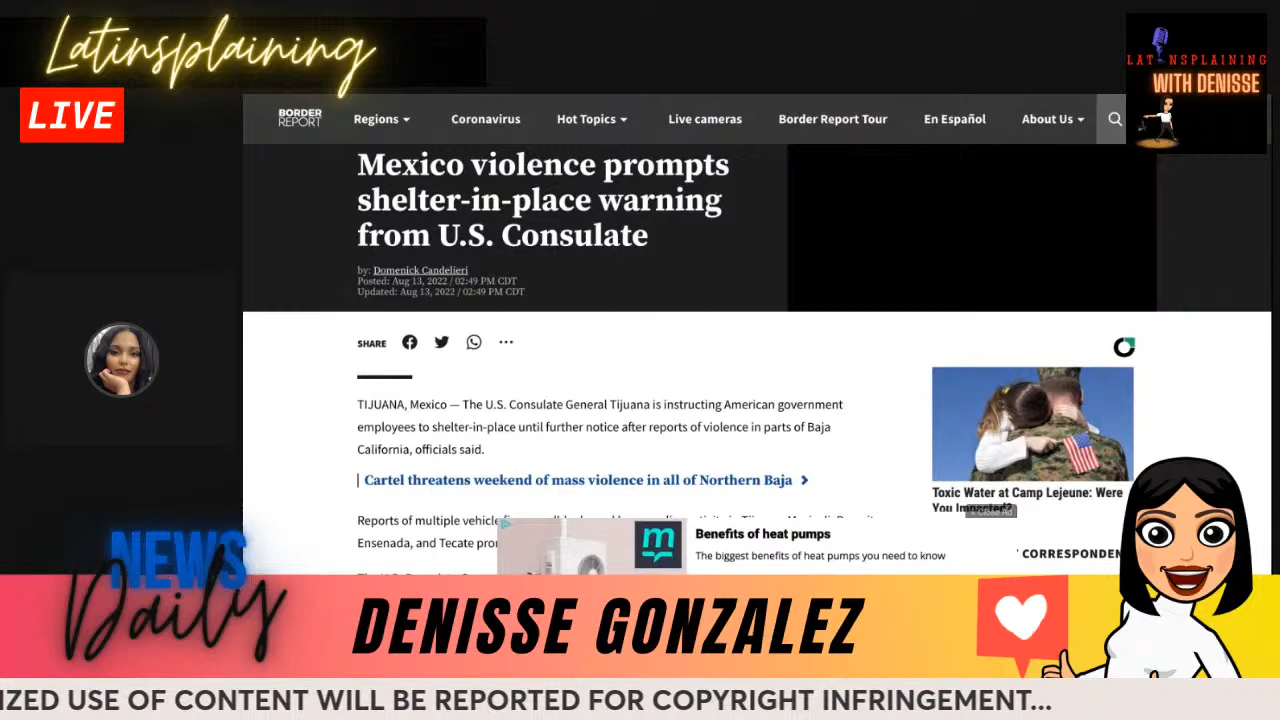 Latinsplaining
LIVE
LATINSPLAINING
WITH DENISSE
BORDER
REPORT
Regions
Coronavirus
Hot Topics
Live cameras
Border Report Tour
En Español
About Us
Mexico violence prompts
shelter-in-place warning
from U.S. Consulate
by: Domenick Candelieri
Posted: Aug 13, 2022 / 02:49 PM CDT
Updated: Aug 13, 2022 / 02:49 PM CDT
SHARE
TIJUANA, Mexico — The U.S. Consulate General Tijuana is instructing American government
employees to shelter-in-place until further notice after reports of violence in parts of Baja
California, officials said.
Cartel threatens weekend of mass violence in all of Northern Baja
Reports of multiple vehicle
Ensenada, and Tecate
Toxic Water at Camp Lejeune: Were
You Impacted?
× Close Ad
Benefits of heat pumps
The biggest benefits of heat pumps you need to know
CORRESPONDEN
NEWS
Daily
DENISSE GONZALEZ
IZED USE OF CONTENT WILL BE REPORTED FOR COPYRIGHT INFRINGEMENT...